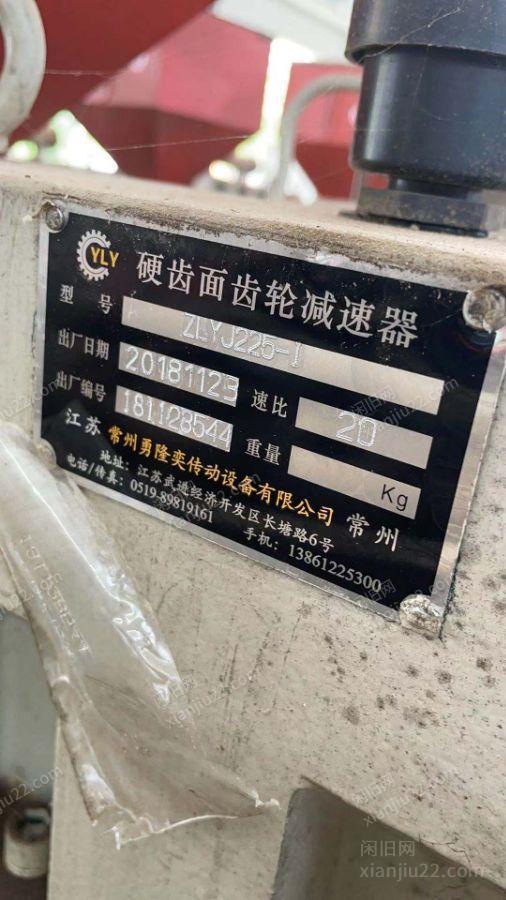 YLY 硬齿面齿轮减速器
型号 ZLYJ225-I
出厂日期 20181123 速比 20
出厂编号 181128544 重量 Kg
江苏 常州勇隆奕传动设备有限公司 常州
地址：江苏武进经济开发区长塘路6号
电话/传真：0519-89819161 手机：13861225300
闲旧网
xianjiu22.com